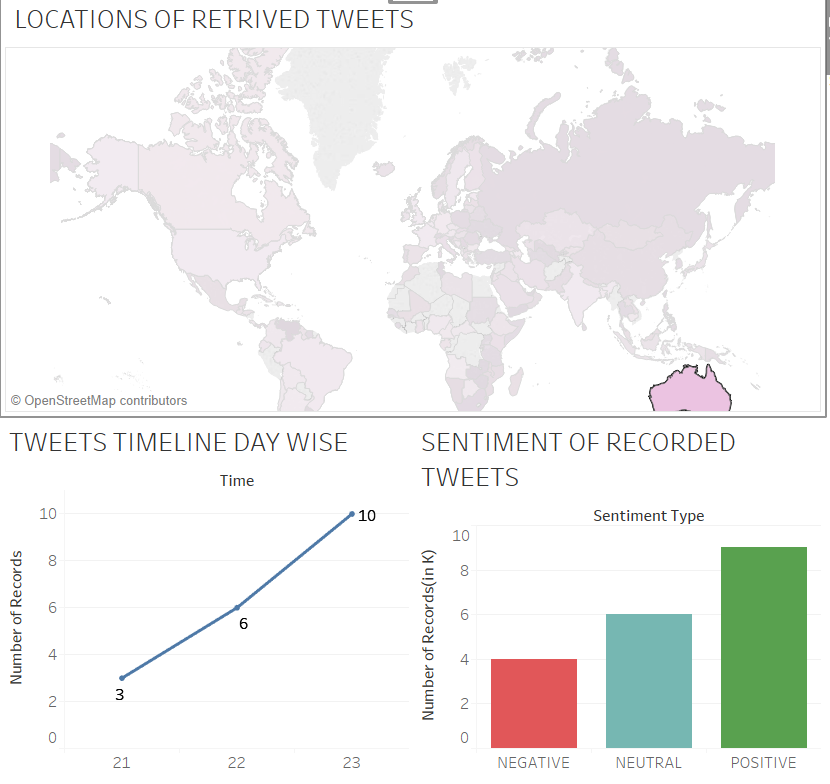 LOCATIONS OF RETRIVED TWEETS
© OpenStreetMap contributors
TWEETS TIMELINE DAY WISE
Time
Number of Records
10
8
6
4
2
0
3
6
10
21
22
23
SENTIMENT OF RECORDED
TWEETS
Sentiment Type
Number of Records(in K)
10
8
6
4
2
0
NEGATIVE
NEUTRAL
POSITIVE